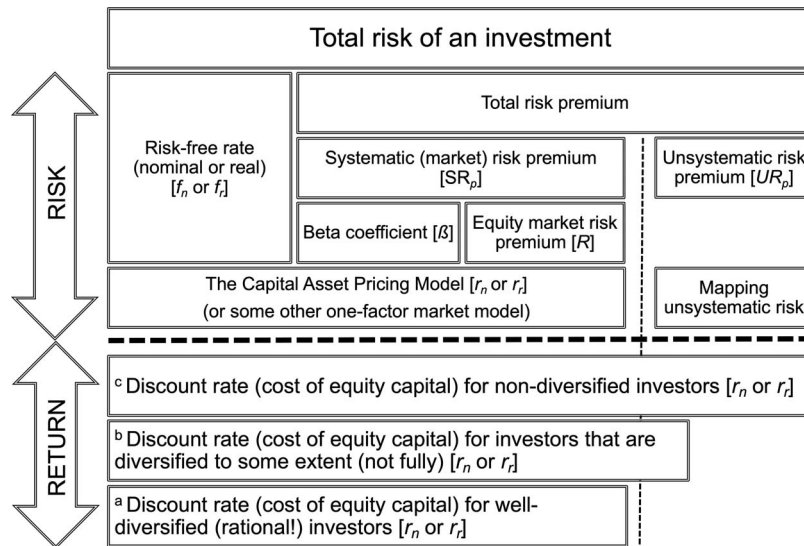 Total risk of an investment
RISK
Risk-free rate
(nominal or real)
[fn or fr]
Total risk premium
Systematic (market) risk premium
[SRp]
Unsystematic risk
premium [URp]
Beta coefficient [ß]
Equity market risk
premium [R]
The Capital Asset Pricing Model [rn or rr]
(or some other one-factor market model)
Mapping
unsystematic risk
RETURN
c Discount rate (cost of equity capital) for non-diversified investors [rn or rr]
b Discount rate (cost of equity capital) for investors that are
diversified to some extent (not fully) [rn or rr]
a Discount rate (cost of equity capital) for well-
diversified (rational!) investors [rn or rr]